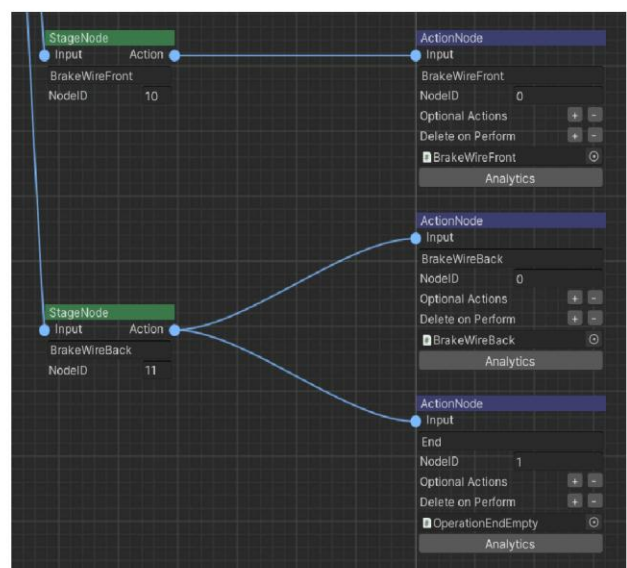 StageNode
Input Action
BrakeWireFront
NodeID 10
ActionNode
Input
BrakeWireFront
NodeID 0
Optional Actions + -
Delete on Perform + -
BrakeWireFront
Analytics
ActionNode
Input
BrakeWireBack
NodeID 0
Optional Actions + -
Delete on Perform + -
BrakeWireBack
Analytics
StageNode
Input Action
BrakeWireBack
NodeID 11
ActionNode
Input
End
NodeID 1
Optional Actions + -
Delete on Perform + -
OperationEndEmpty
Analytics